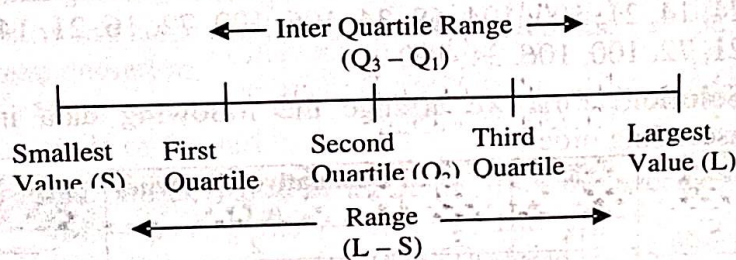 Inter Quartile Range
(Q₃ – Q₁)
Smallest Value (S)
First Quartile
Second Quartile (Q₂)
Third Quartile
Largest Value (L)
Range
(L – S)